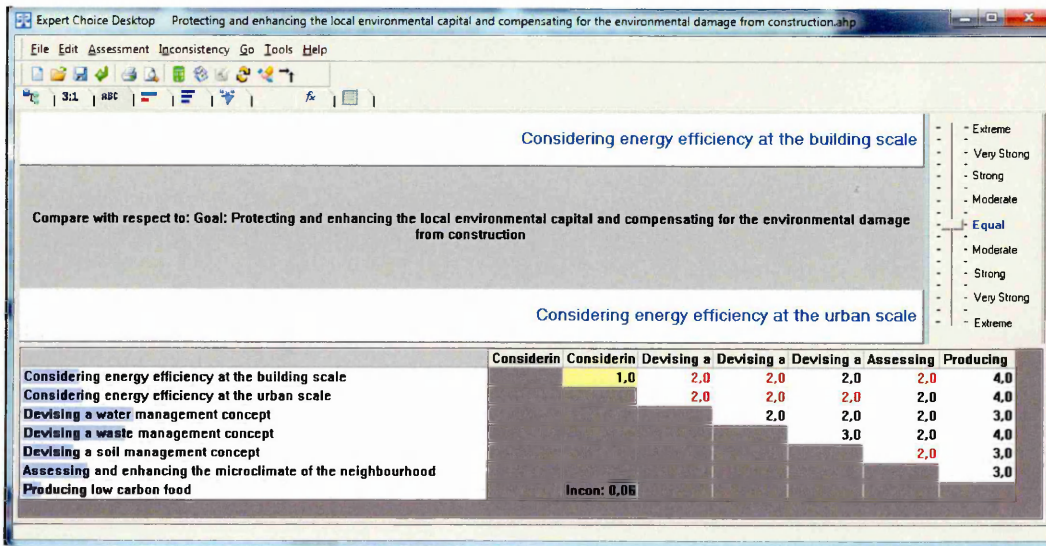 Expert Choice Desktop Protecting and enhancing the local environmental capital and compensating for the environmental damage from construction.ahp
File Edit Assessment Inconsistency Go Tools Help
3:1 ABC fx
Considering energy efficiency at the building scale
Compare with respect to: Goal: Protecting and enhancing the local environmental capital and compensating for the environmental damage
from construction
Considering energy efficiency at the urban scale
Extreme
Very Strong
Strong
Moderate
Equal
Moderate
Strong
Very Strong
Extreme
Considerin Considerin Devising a Devising a Devising a Assessing Producing
Considering energy efficiency at the building scale 1,0 2,0 2,0 2,0 2,0 4,0
Considering energy efficiency at the urban scale 2,0 2,0 2,0 2,0 4,0
Devising a water management concept 2,0 2,0 2,0 3,0
Devising a waste management concept 3,0 2,0 4,0
Devising a soil management concept 2,0 3,0
Assessing and enhancing the microclimate of the neighbourhood 3,0
Producing low carbon food Incon: 0,06